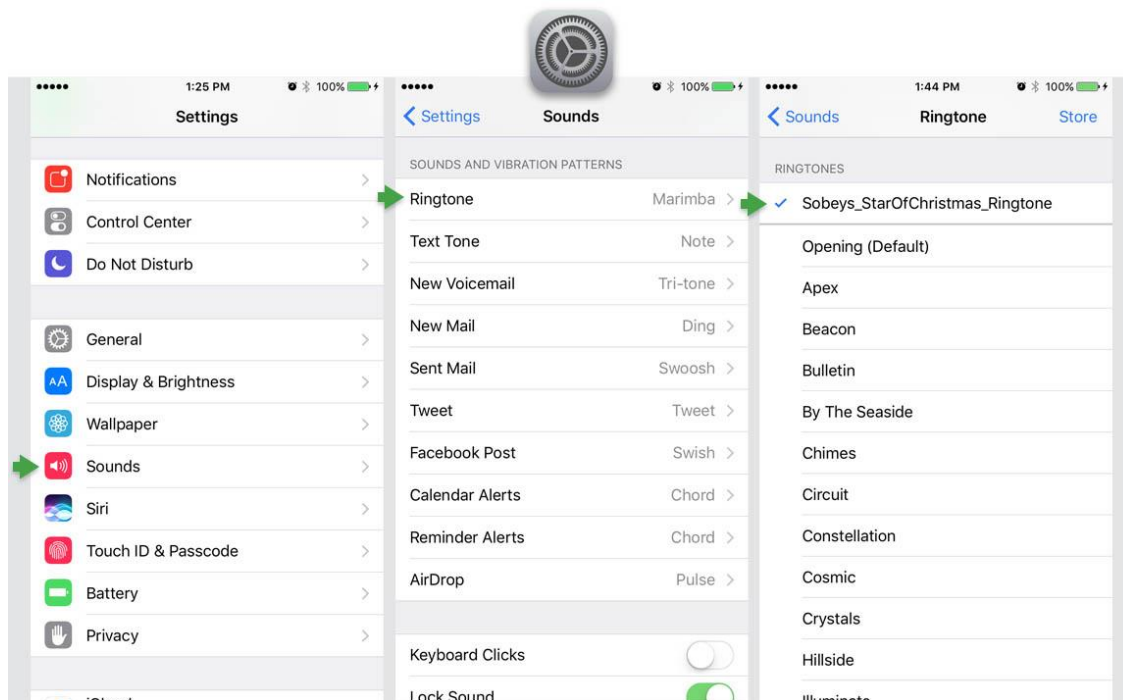 1:25 PM
100%
Settings
Notifications
Control Center
Do Not Disturb
General
Display & Brightness
AA
Wallpaper
Sounds
Siri
Touch ID & Passcode
Battery
Privacy
100%
Settings
Sounds
SOUNDS AND VIBRATION PATTERNS
Ringtone Marimba
Text Tone Note
New Voicemail Tri-tone
New Mail Ding
Sent Mail Swoosh
Tweet Tweet
Facebook Post Swish
Calendar Alerts Chord
Reminder Alerts Chord
AirDrop Pulse
Keyboard Clicks
Lock Sound
1:44 PM
100%
Sounds
Ringtone
Store
RINGTONES
Sobeys_StarOfChristmas_Ringtone
Opening (Default)
Apex
Beacon
Bulletin
By The Seaside
Chimes
Circuit
Constellation
Cosmic
Crystals
Hillside